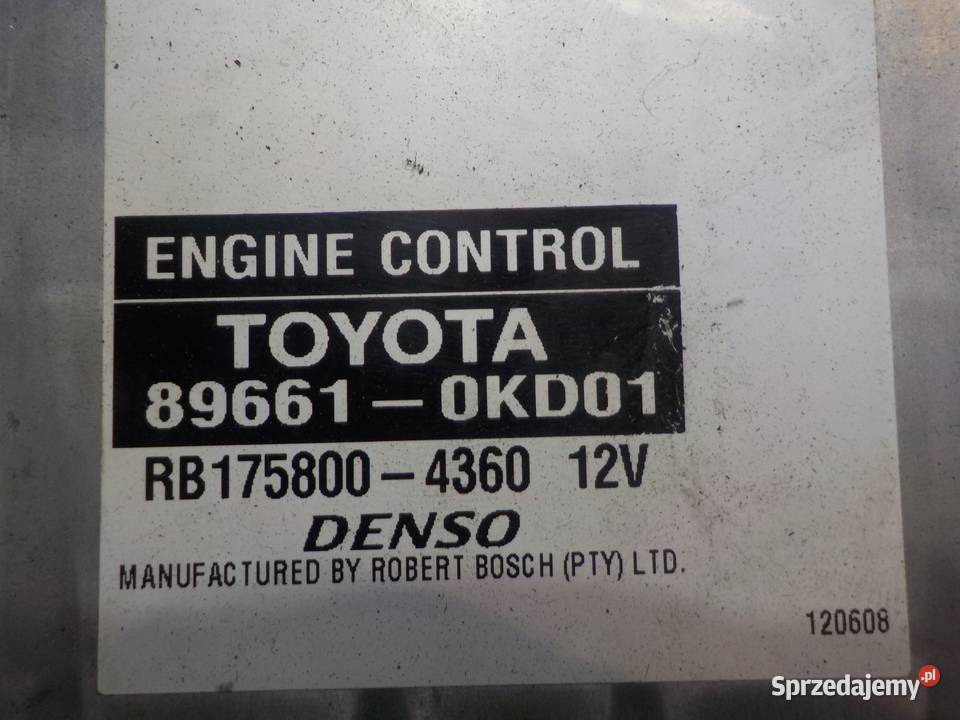 ENGINE CONTROL
TOYOTA
89661-0KD01
RB175800-4360 12V
DENSO
MANUFACTURED BY ROBERT BOSCH (PTY) LTD.
120608
Sprzedajemy.pl